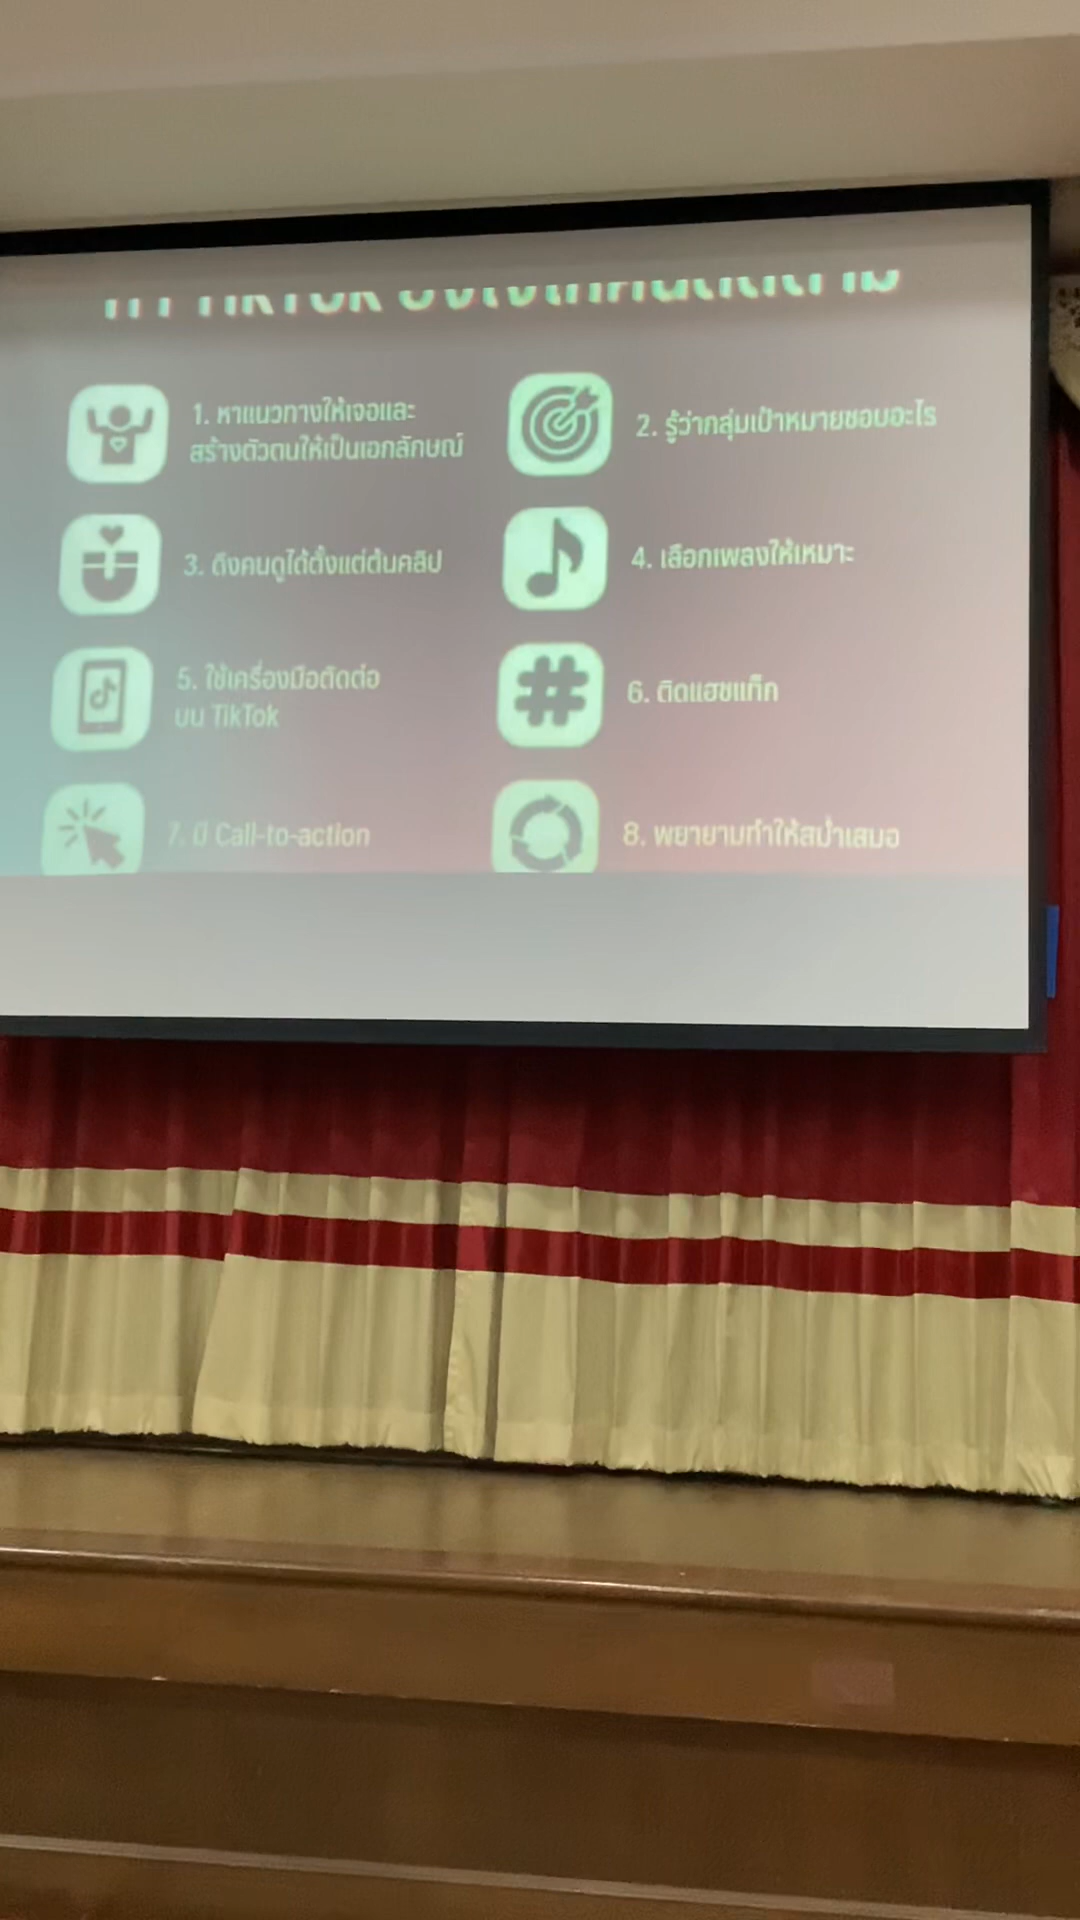 TikTok
1. หาแนวทางให้เจอและ
สร้างตัวตนให้เป็นเอกลักษณ์
2. รู้ว่ากลุ่มเป้าหมายชอบอะไร
3. ดึงคนดูได้ตั้งแต่ต้นคลิป
4. เลือกเพลงให้เหมาะ
5. ใช้เครื่องมือตัดต่อ
บน TikTok
6. ติดแฮชแท็ก
7. มี Call-to-action
8. พยายามทำให้สม่ำเสมอ